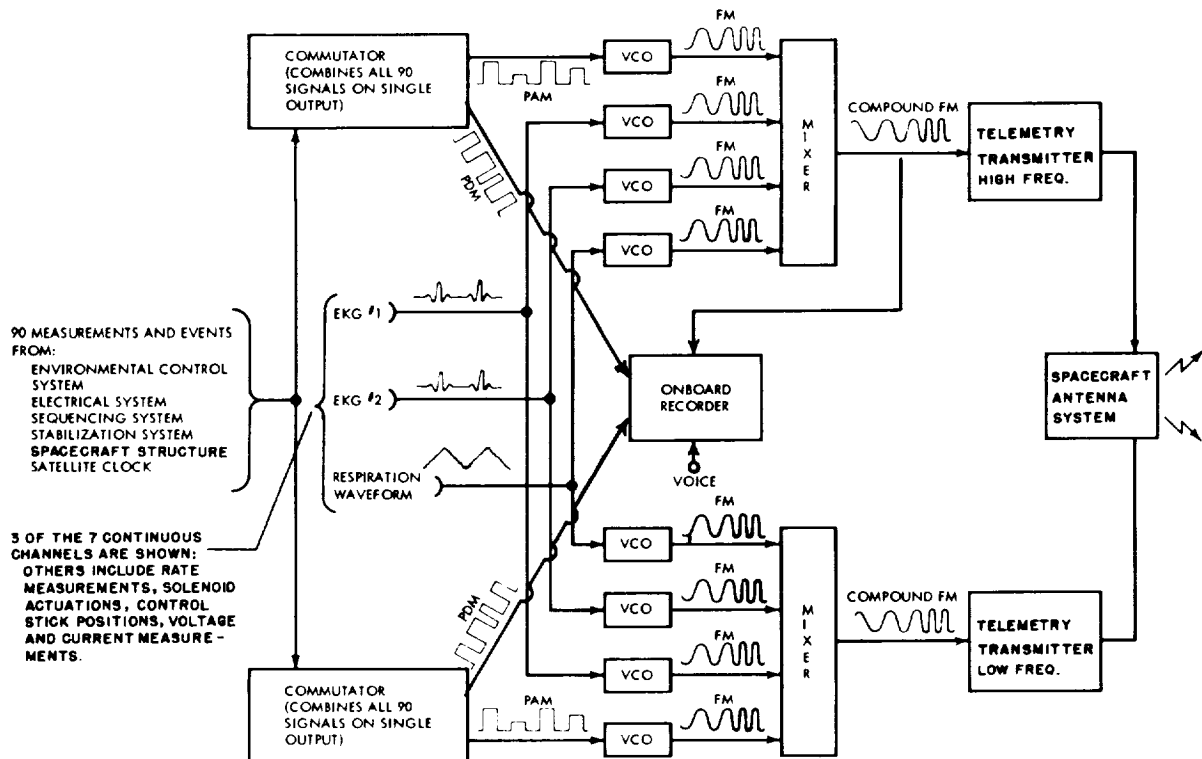 COMMUTATOR
(COMBINES ALL 90
SIGNALS ON SINGLE
OUTPUT)
PAM
PDM
VCO
FM
VCO
FM
VCO
FM
VCO
FM
MIXER
COMPOUND FM
TELEMETRY
TRANSMITTER
HIGH FREQ.
90 MEASUREMENTS AND EVENTS
FROM:
ENVIRONMENTAL CONTROL
SYSTEM
ELECTRICAL SYSTEM
SEQUENCING SYSTEM
STABILIZATION SYSTEM
SPACECRAFT STRUCTURE
SATELLITE CLOCK
EKG #1
EKG #2
RESPIRATION
WAVEFORM
ONBOARD
RECORDER
VOICE
SPACECRAFT
ANTENNA
SYSTEM
3 OF THE 7 CONTINUOUS
CHANNELS ARE SHOWN:
OTHERS INCLUDE RATE
MEASUREMENTS, SOLENOID
ACTUATIONS, CONTROL
STICK POSITIONS, VOLTAGE
AND CURRENT MEASURE-
MENTS.
PDM
VCO
FM
VCO
FM
VCO
FM
VCO
FM
MIXER
COMPOUND FM
TELEMETRY
TRANSMITTER
LOW FREQ.
COMMUTATOR
(COMBINES ALL 90
SIGNALS ON SINGLE
OUTPUT)
PAM